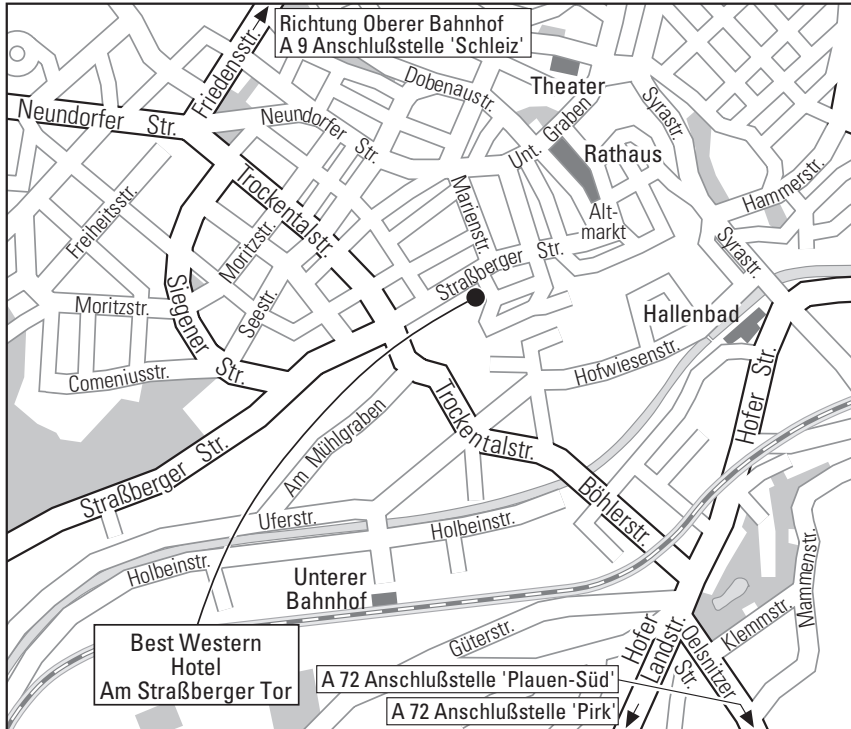 Richtung Oberer Bahnhof
A 9 Anschlußstelle 'Schleiz'
Friedensstr.
Neundorfer Str.
Neundorfer Str.
Dobenaustr.
Theater
Syrastr.
Unt. Graben
Rathaus
Hammerstr.
Trockentalstr.
Marienstr.
Alt-
markt
Freiheitsstr.
Moritzstr.
Straßberger Str.
Syrastr.
Siegener Str.
Moritzstr.
Seestr.
Hallenbad
Comeniusstr.
Hofwiesenstr.
Hofer Str.
Trockentalstr.
Am Mühlgraben
Straßberger Str.
Böhlerstr.
Uferstr.
Holbeinstr.
Holbeinstr.
Mammenstr.
Unterer
Bahnhof
Klemmstr.
Güterstr.
Hofer
Landstr.
Oelsnitzer
Str.
Best Western
Hotel
Am Straßberger Tor
A 72 Anschlußstelle 'Plauen-Süd'
A 72 Anschlußstelle 'Pirk'